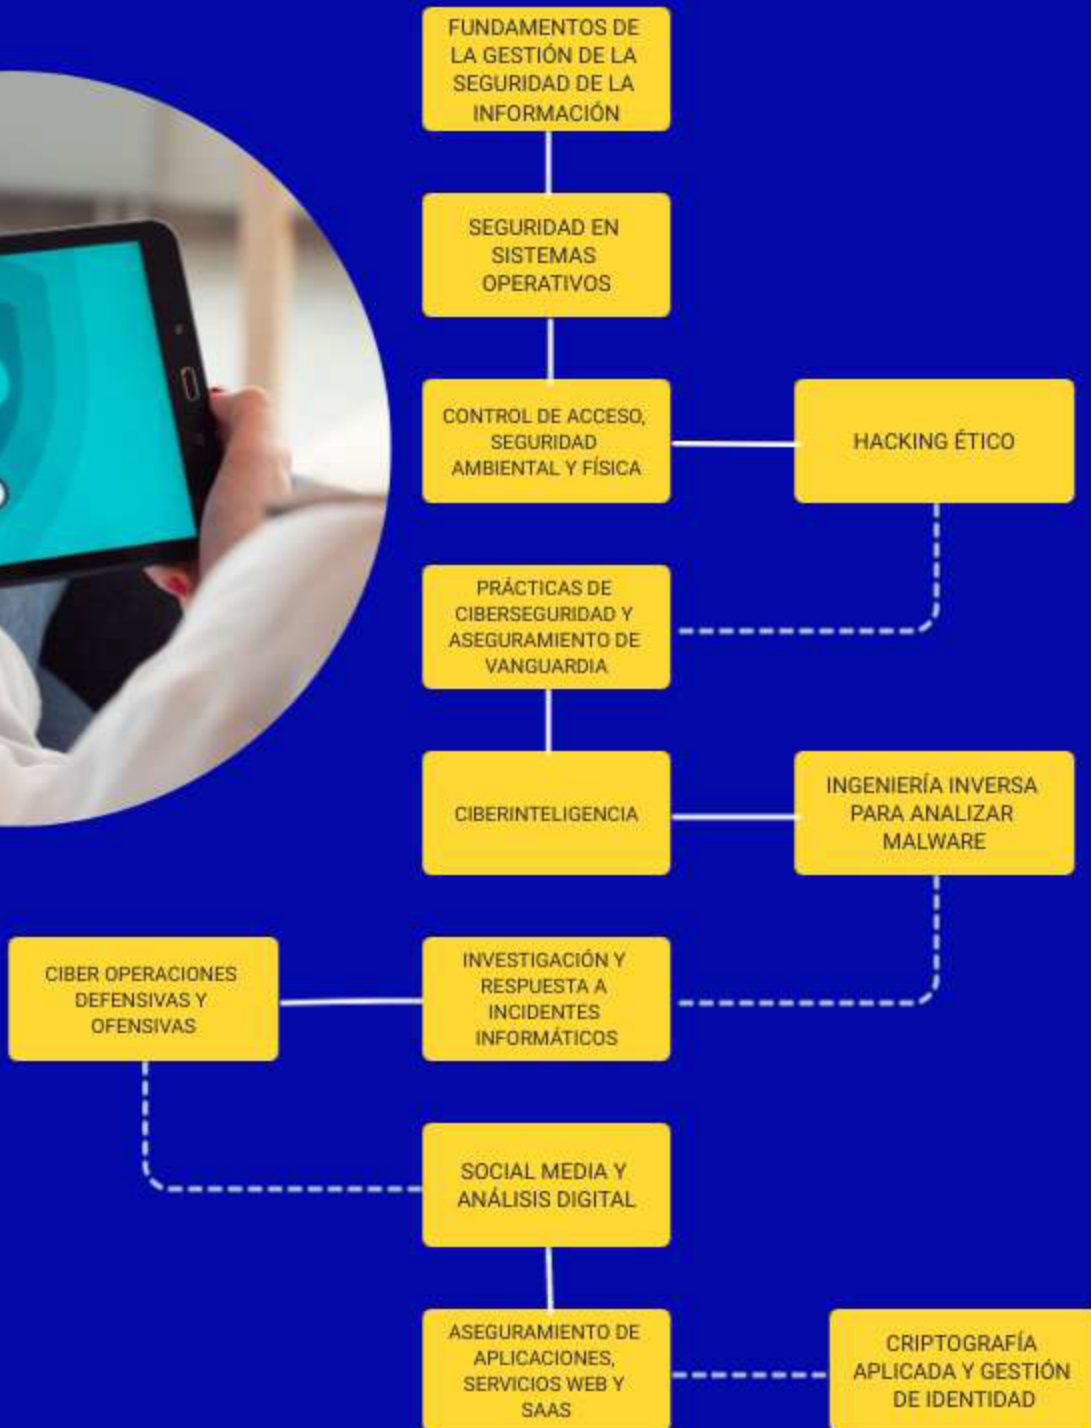 FUNDAMENTOS DE
LA GESTIÓN DE LA
SEGURIDAD DE LA
INFORMACIÓN
SEGURIDAD EN
SISTEMAS
OPERATIVOS
CONTROL DE ACCESO,
SEGURIDAD
AMBIENTAL Y FÍSICA
HACKING ÉTICO
PRÁCTICAS DE
CIBERSEGURIDAD Y
ASEGURAMIENTO DE
VANGUARDIA
CIBERINTELIGENCIA
INGENIERÍA INVERSA
PARA ANALIZAR
MALWARE
CIBER OPERACIONES
DEFENSIVAS Y
OFENSIVAS
INVESTIGACIÓN Y
RESPUESTA A
INCIDENTES
INFORMÁTICOS
SOCIAL MEDIA Y
ANÁLISIS DIGITAL
ASEGURAMIENTO DE
APLICACIONES,
SERVICIOS WEB Y
SAAS
CRIPTOGRAFÍA
APLICADA Y GESTIÓN
DE IDENTIDAD